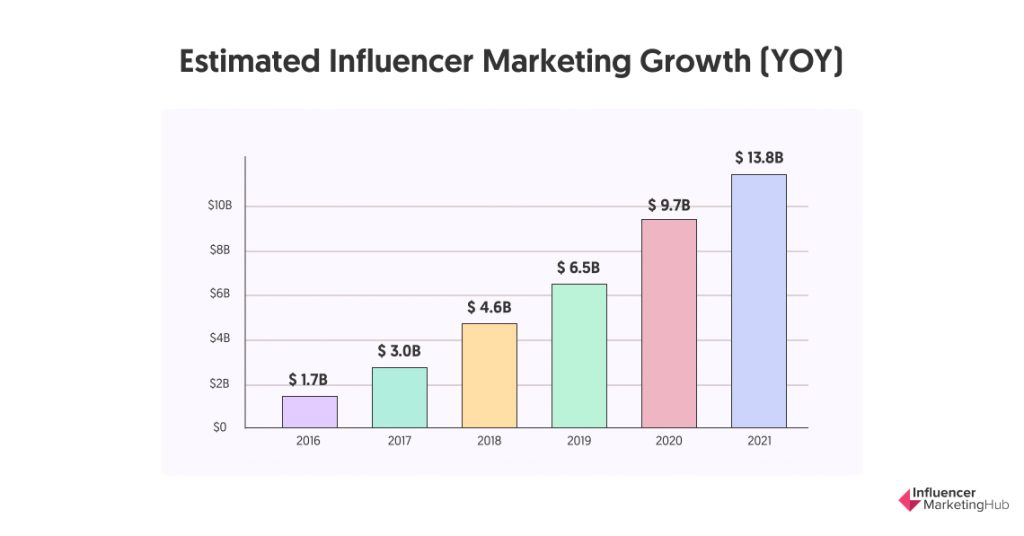 Estimated Influencer Marketing Growth (YOY)
$ 13.8B
$10B
$ 9.7B
$8B
$ 6.5B
$6B
$ 4.6B
$4B
$ 3.0B
$2B
$ 1.7B
$0
2016 2017 2018 2019 2020 2021
Influencer
MarketingHub